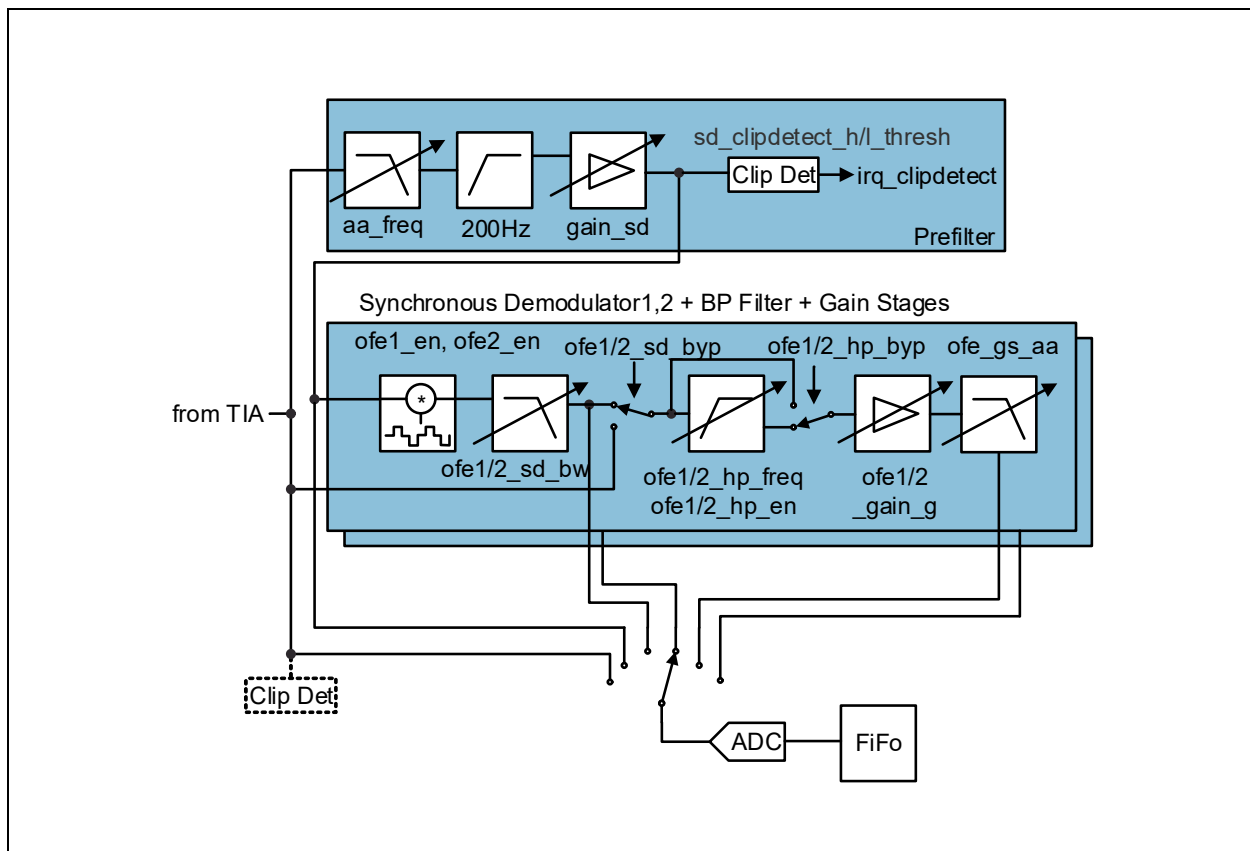 sd_clipdetect_h/l_thresh
Clip Det
irq_clipdetect
aa_freq
200Hz
gain_sd
Prefilter
Synchronous Demodulator1,2 + BP Filter + Gain Stages
ofe1_en, ofe2_en
ofe1/2_sd_byp
ofe1/2_hp_byp
ofe_gs_aa
*
from TIA
ofe1/2_sd_bw
ofe1/2_hp_freq
ofe1/2_hp_en
ofe1/2
_gain_g
Clip Det
ADC
FiFo